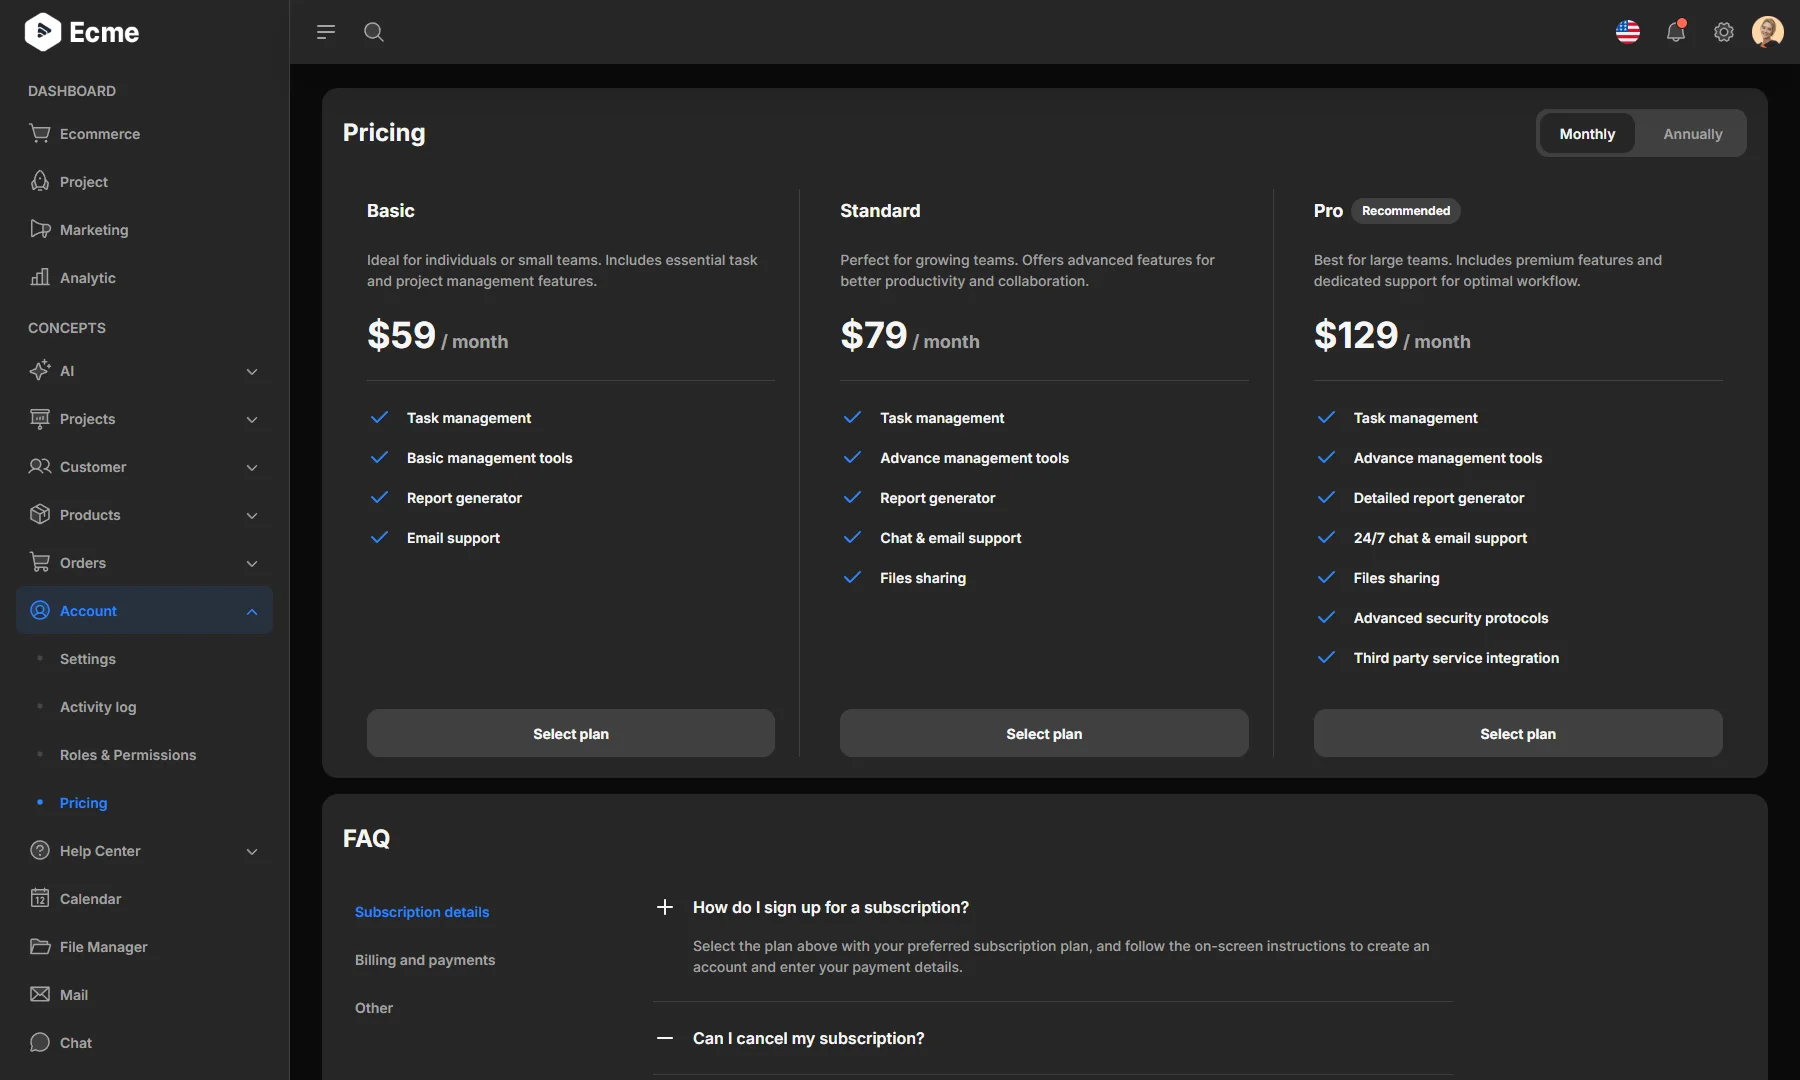 Ecme
DASHBOARD
Ecommerce
Project
Marketing
Analytic
CONCEPTS
AI
Projects
Customer
Products
Orders
Account
Settings
Activity log
Roles & Permissions
Pricing
Help Center
12
Calendar
File Manager
Mail
Chat
Pricing
Monthly
Annually
Basic
Ideal for individuals or small teams. Includes essential task
and project management features.
$59 / month
Task management
Basic management tools
Report generator
Email support
Select plan
Standard
Perfect for growing teams. Offers advanced features for
better productivity and collaboration.
$79 / month
Task management
Advance management tools
Report generator
Chat & email support
Files sharing
Select plan
Pro
Recommended
Best for large teams. Includes premium features and
dedicated support for optimal workflow.
$129 / month
Task management
Advance management tools
Detailed report generator
24/7 chat & email support
Files sharing
Advanced security protocols
Third party service integration
Select plan
FAQ
Subscription details
Billing and payments
Other
How do I sign up for a subscription?
Select the plan above with your preferred subscription plan, and follow the on-screen instructions to create an
account and enter your payment details.
Can I cancel my subscription?